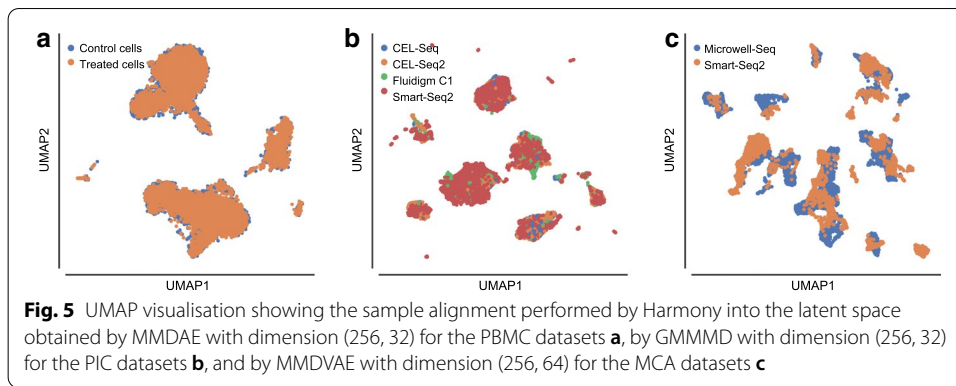 a
Control cells
Treated cells
UMAP2
UMAP1
b
CEL-Seq
CEL-Seq2
Fluidigm C1
Smart-Seq2
UMAP2
UMAP1
c
Microwell-Seq
Smart-Seq2
UMAP2
UMAP1
Fig. 5 UMAP visualisation showing the sample alignment performed by Harmony into the latent space
obtained by MMDAE with dimension (256, 32) for the PBMC datasets a, by GMMMD with dimension (256, 32)
for the PIC datasets b, and by MMDVAE with dimension (256, 64) for the MCA datasets c